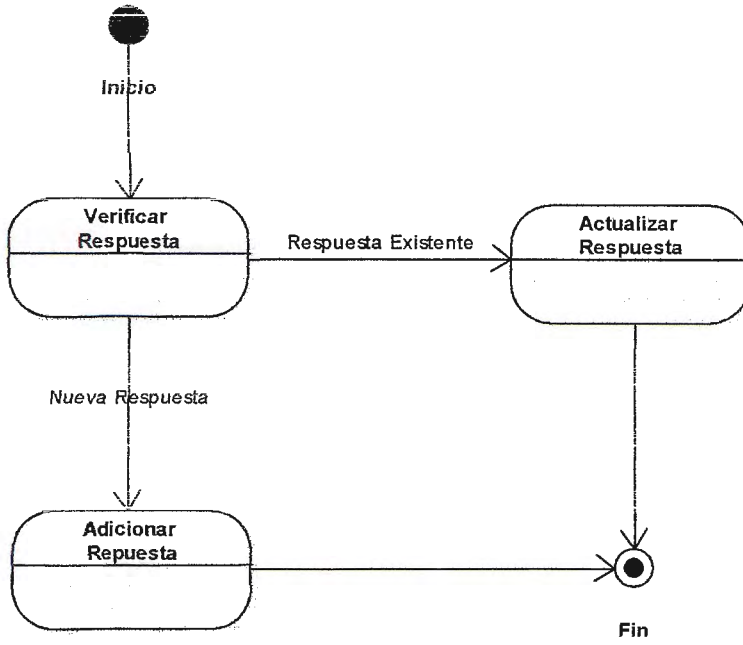 Inicio
Verificar
Respuesta
Respuesta Existente
Actualizar
Respuesta
Nueva Respuesta
Adicionar
Repuesta
Fin